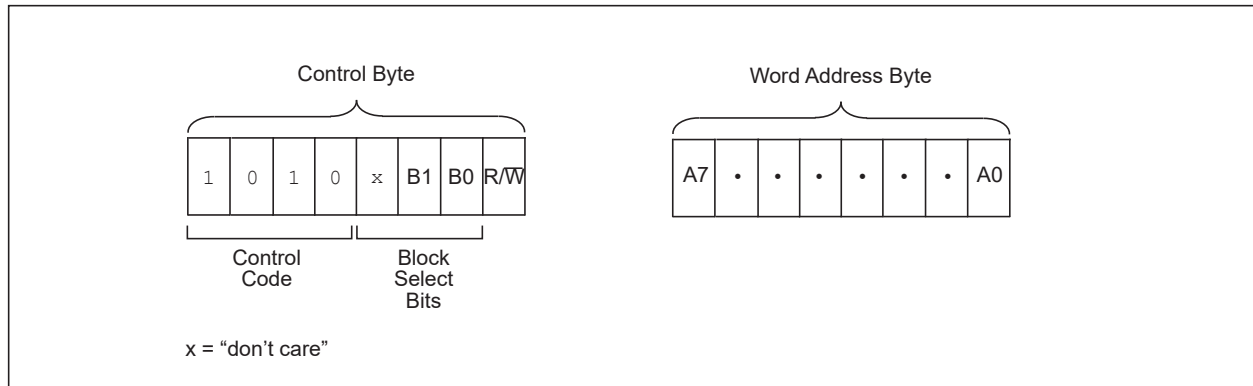 Control Byte
Word Address Byte
1 0 1 0 x B1 B0 R/W̅
A7 • • • • • • A0
Control
Code
Block
Select
Bits
x = “don’t care”